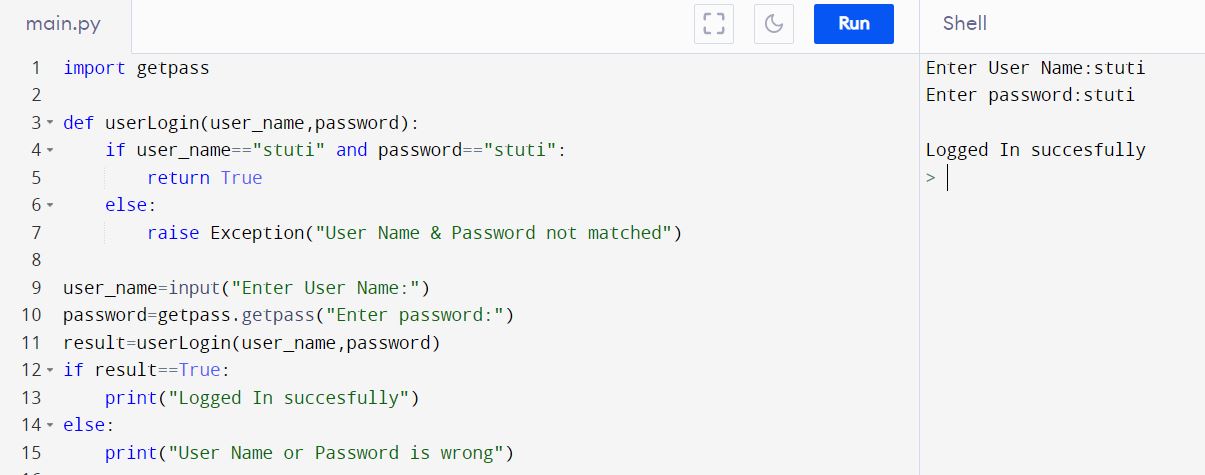 main.py
Run
Shell
1 import getpass
2
3 def userLogin(user_name,password):
4     if user_name=="stuti" and password=="stuti":
5         return True
6     else:
7         raise Exception("User Name & Password not matched")
8
9 user_name=input("Enter User Name:")
10 password=getpass.getpass("Enter password:")
11 result=userLogin(user_name,password)
12 if result==True:
13     print("Logged In succesfully")
14 else:
15     print("User Name or Password is wrong")
Enter User Name:stuti
Enter password:stuti
Logged In succesfully
>